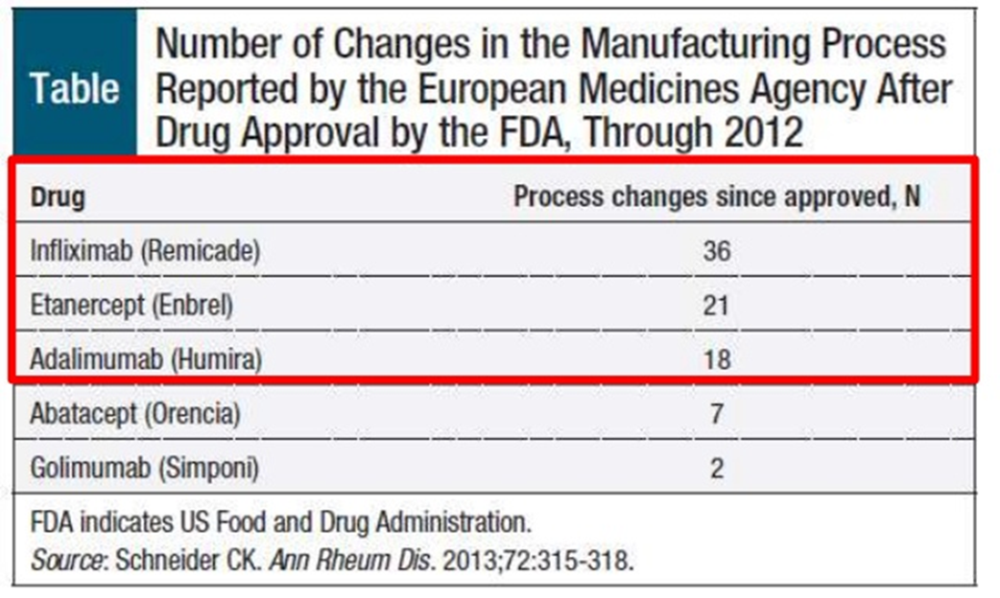 Table
Number of Changes in the Manufacturing Process
Reported by the European Medicines Agency After
Drug Approval by the FDA, Through 2012
Drug Process changes since approved, N
Infliximab (Remicade) 36
Etanercept (Enbrel) 21
Adalimumab (Humira) 18
Abatacept (Orencia) 7
Golimumab (Simponi) 2
FDA indicates US Food and Drug Administration.
Source: Schneider CK. Ann Rheum Dis. 2013;72:315-318.